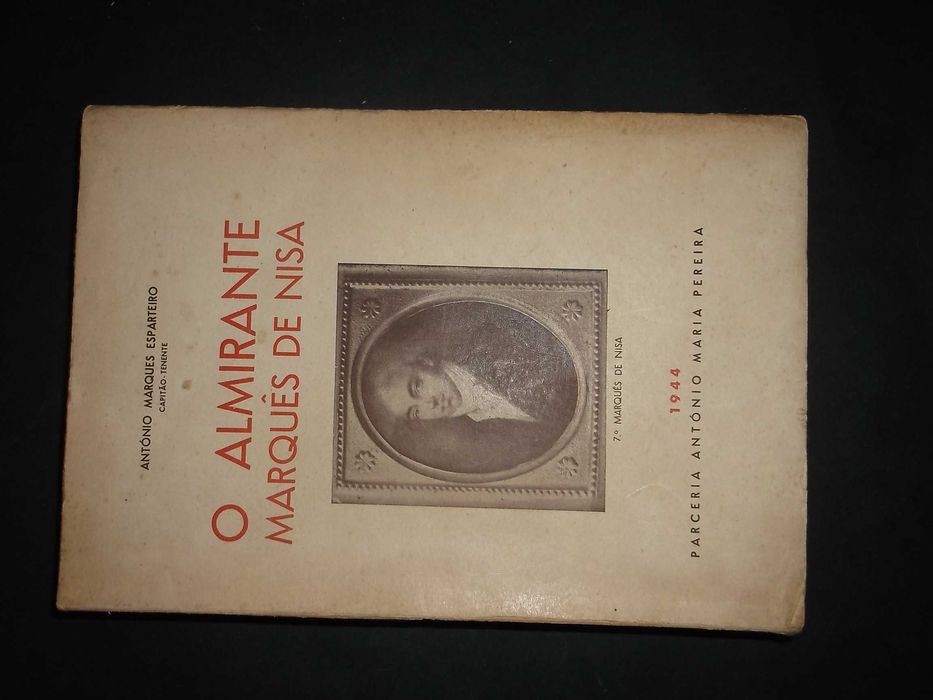 ANTÓNIO MARQUES ESPARTEIRO
CAPITÃO-TENENTE
O ALMIRANTE
MARQUÊS DE NISA
7.º MARQUÊS DE NISA
1944
PARCERIA ANTÓNIO MARIA PEREIRA